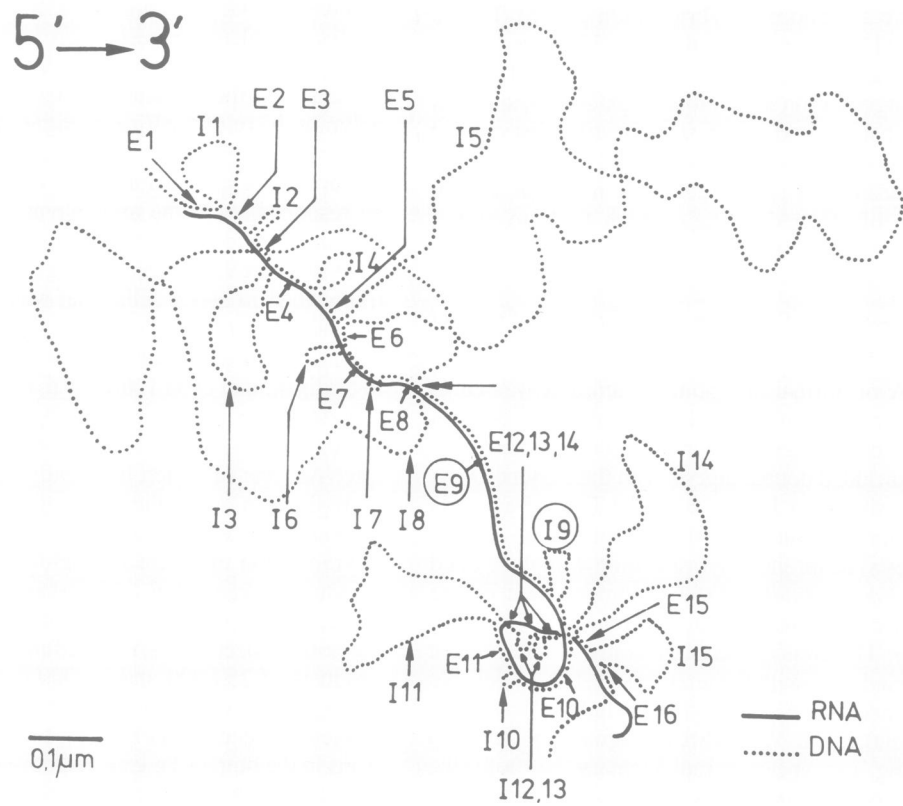 5' → 3'
E1
I1
E2
E3
E5
I5
I2
I4
E4
E6
E7
E8
I3
I6
I7
I8
E12,13,14
E9
I9
I14
E15
I15
E11
I11
E10
E16
I10
I12,13
RNA
DNA
0,1µm